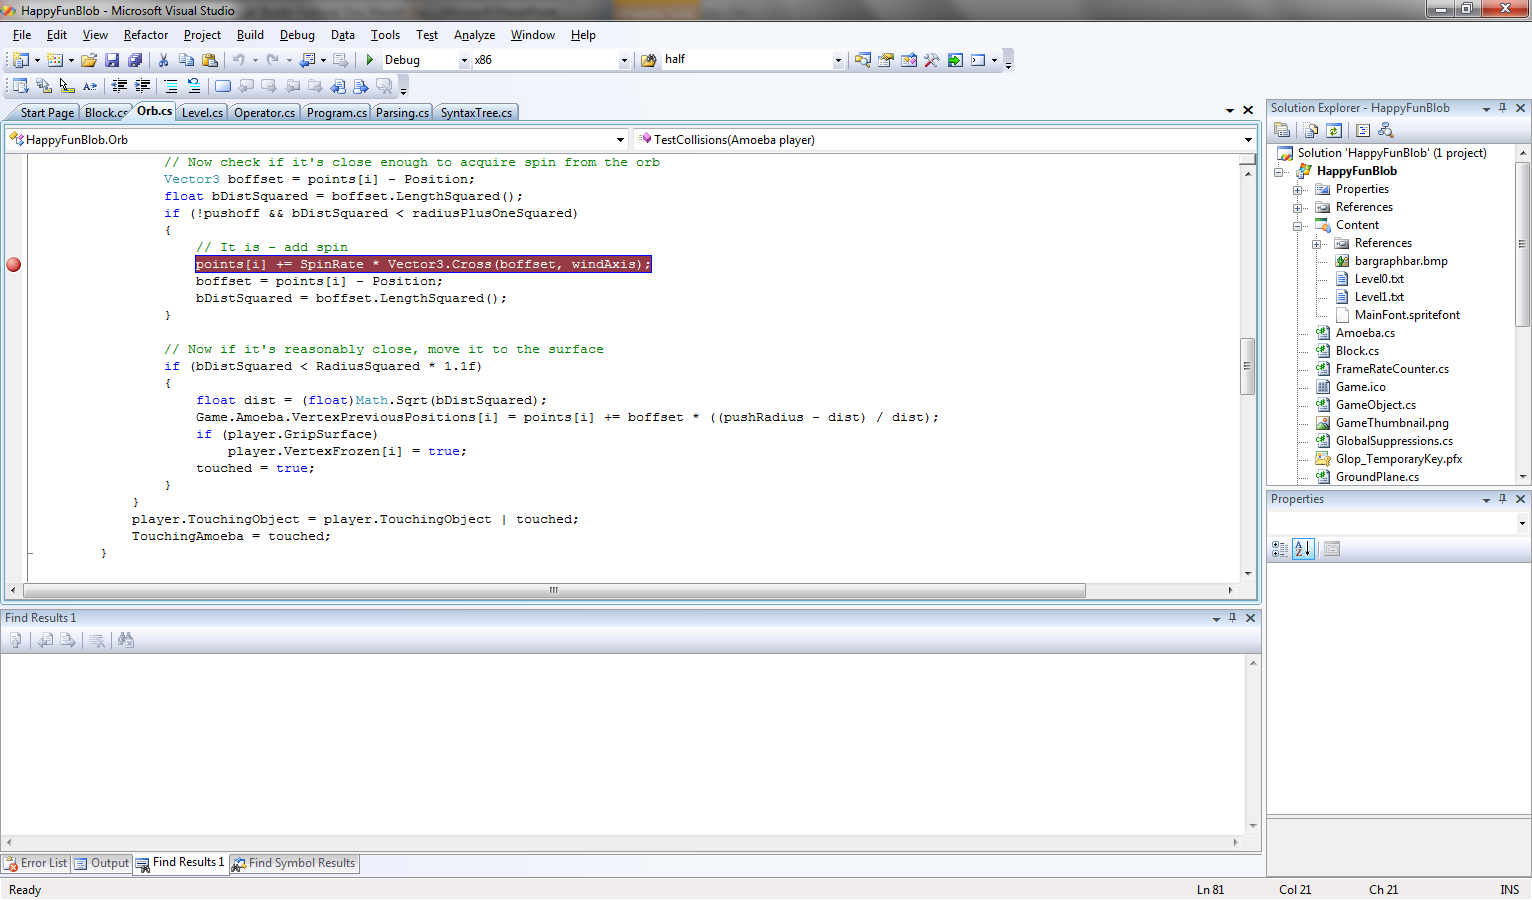 HappyFunBlob - Microsoft Visual Studio
File Edit View Refactor Project Build Debug Data Tools Test Analyze Window Help
Debug x86 half
Start Page Block.cs Orb.cs Level.cs Operator.cs Program.cs Parsing.cs SyntaxTree.cs
HappyFunBlob.Orb TestCollisions(Amoeba player)
// Now check if it's close enough to acquire spin from the orb
Vector3 boffset = points[i] - Position;
float bDistSquared = boffset.LengthSquared();
if (!pushoff && bDistSquared < radiusPlusOneSquared)
{
// It is - add spin
points[i] += SpinRate * Vector3.Cross(boffset, windAxis);
boffset = points[i] - Position;
bDistSquared = boffset.LengthSquared();
}
// Now if it's reasonably close, move it to the surface
if (bDistSquared < RadiusSquared * 1.1f)
{
float dist = (float)Math.Sqrt(bDistSquared);
Game.Amoeba.VertexPreviousPositions[i] = points[i] += boffset * ((pushRadius - dist) / dist);
if (player.GripSurface)
player.VertexFrozen[i] = true;
touched = true;
}
}
player.TouchingObject = player.TouchingObject | touched;
TouchingAmoeba = touched;
}
Solution Explorer - HappyFunBlob
Solution 'HappyFunBlob' (1 project)
HappyFunBlob
Properties
References
Content
References
bargraphbar.bmp
Level0.txt
Level1.txt
MainFont.spritefont
Amoeba.cs
Block.cs
FrameRateCounter.cs
Game.ico
GameObject.cs
GameThumbnail.png
GlobalSuppressions.cs
Glop_TemporaryKey.pfx
GroundPlane.cs
Properties
Find Results 1
Error List Output Find Results 1 Find Symbol Results
Ready Ln 81 Col 21 Ch 21 INS